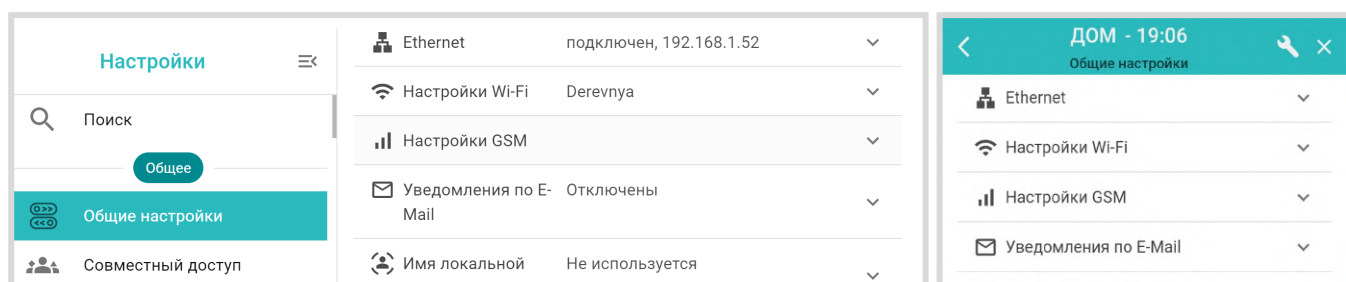 Настройки
Поиск
Общее
Общие настройки
Совместный доступ
Ethernet подключен, 192.168.1.52
Настройки Wi-Fi Derevnya
Настройки GSM
Уведомления по E-Mail Отключены
Имя локальной Не используется
ДОМ - 19:06
Общие настройки
Ethernet
Настройки Wi-Fi
Настройки GSM
Уведомления по E-Mail